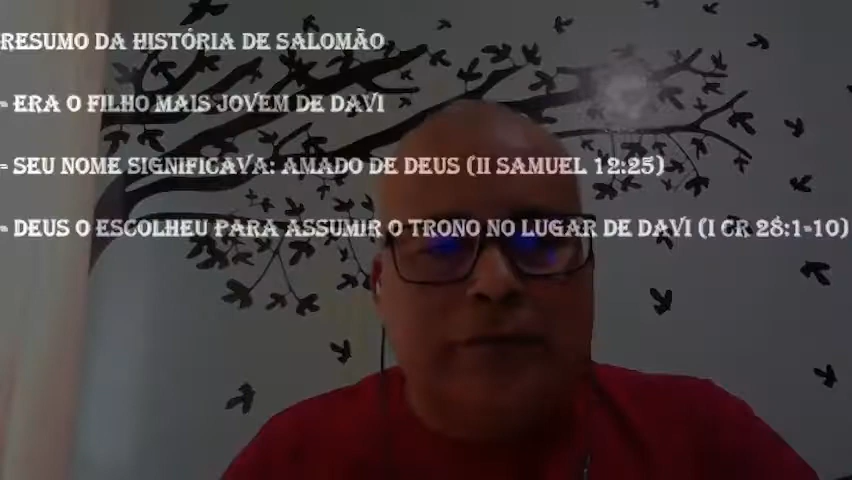 RESUMO DA HISTÓRIA DE SALOMÃO
- ERA O FILHO MAIS JOVEM DE DAVI
- SEU NOME SIGNIFICAVA: AMADO DE DEUS (II SAMUEL 12:25)
- DEUS O ESCOLHEU PARA ASSUMIR O TRONO NO LUGAR DE DAVI (I CR 28:1-10)